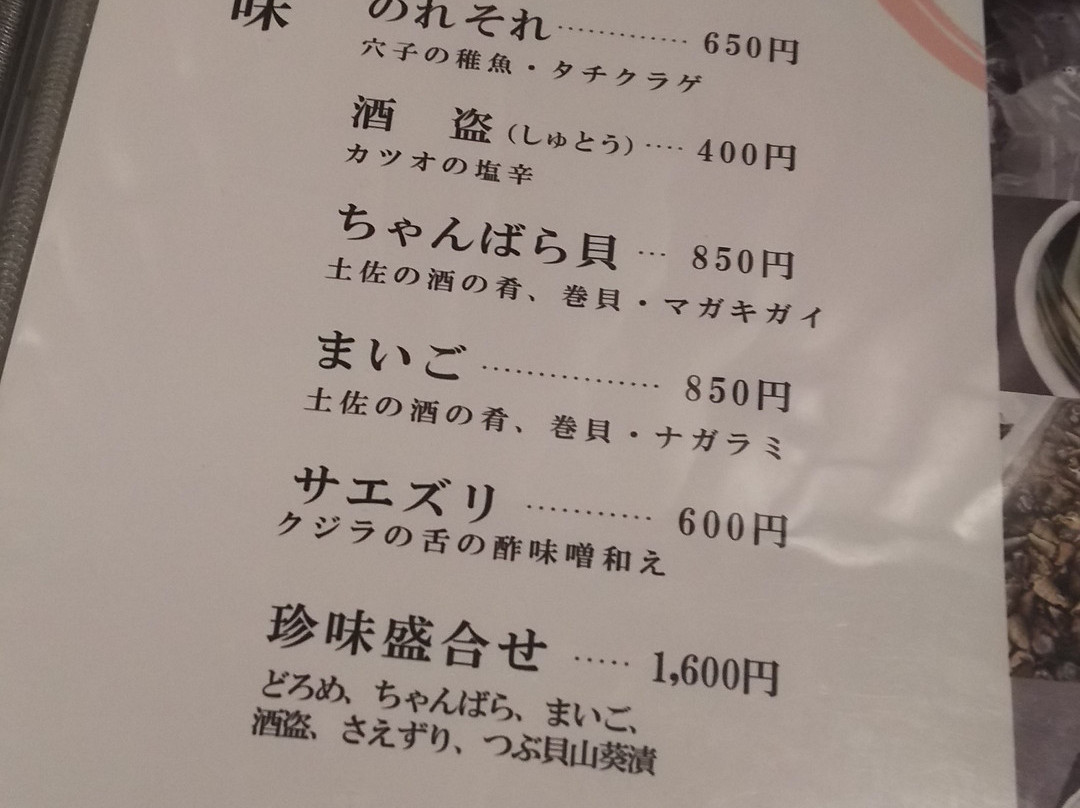 味
のれそれ············· 650円
穴子の稚魚・タチクラゲ
酒　盗(しゅとう)···· 400円
カツオの塩辛
ちゃんばら貝 ··· 850円
土佐の酒の肴、巻貝・マガキガイ
まいご················ 850円
土佐の酒の肴、巻貝・ナガラミ
サエズリ ··········· 600円
クジラの舌の酢味噌和え
珍味盛合せ ····· 1,600円
どろめ、ちゃんばら、まいご、
酒盗、さえずり、つぶ貝山葵漬